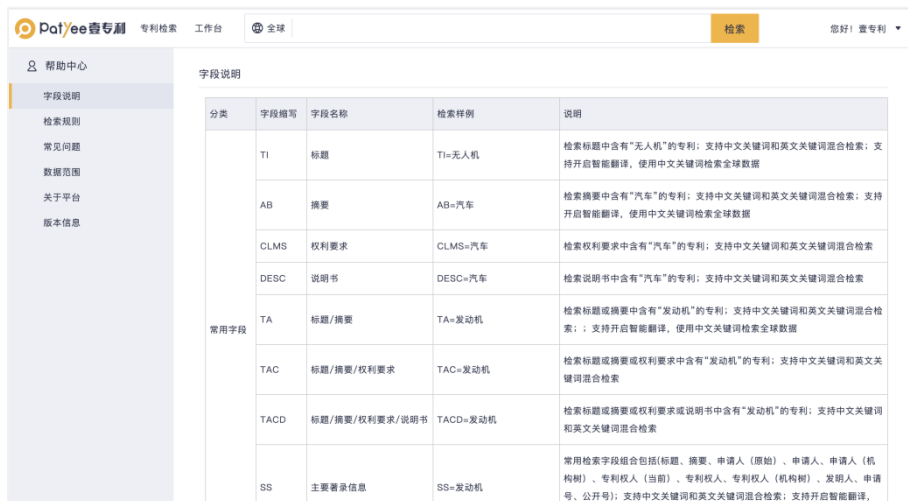 Patyee壹专利 专利检索 工作台 全球 检索 您好！壹专利
帮助中心
字段说明
检索规则
常见问题
数据范围
关于平台
版本信息
字段说明
分类 字段缩写 字段名称 检索样例 说明
常用字段
TI 标题 TI=无人机 检索标题中含有“无人机”的专利；支持中文关键词和英文关键词混合检索；支
持开启智能翻译，使用中文关键词检索全球数据
AB 摘要 AB=汽车 检索摘要中含有“汽车”的专利；支持中文关键词和英文关键词混合检索；支持
开启智能翻译，使用中文关键词检索全球数据
CLMS 权利要求 CLMS=汽车 检索权利要求中含有“汽车”的专利；支持中文关键词和英文关键词混合检索
DESC 说明书 DESC=汽车 检索说明书中含有“汽车”的专利；支持中文关键词和英文关键词混合检索
TA 标题/摘要 TA=发动机 检索标题或摘要中含有“发动机”的专利；支持中文关键词和英文关键词混合检
索；；支持开启智能翻译，使用中文关键词检索全球数据
TAC 标题/摘要/权利要求 TAC=发动机 检索标题或摘要或权利要求中含有“发动机”的专利；支持中文关键词和英文关
键词混合检索
TACD 标题/摘要/权利要求/说明书 TACD=发动机 检索标题或摘要或权利要求或说明书中含有“发动机”的专利；支持中文关键词
和英文关键词混合检索
SS 主要著录信息 SS=发动机 常用检索字段组合包括(标题、摘要、申请人（原始）、申请人、申请人（机
构树）、专利权人（当前）、专利权人、专利权人（机构树）、发明人、申请
号、公开号)；支持中文关键词和英文关键词混合检索；支持开启智能翻译，